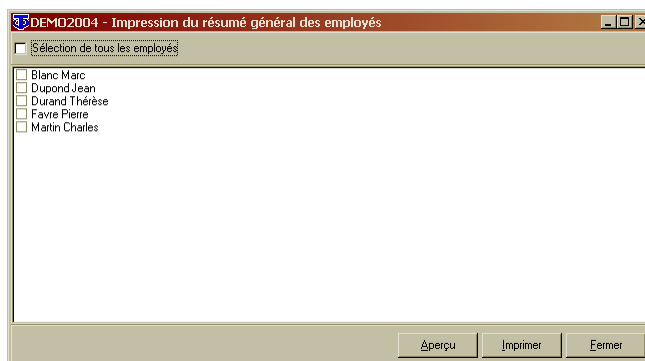 DEMO2004 - Impression du résumé général des employés
Sélection de tous les employés
Blanc Marc
Dupond Jean
Durand Thérèse
Favre Pierre
Martin Charles
Aperçu Imprimer Fermer